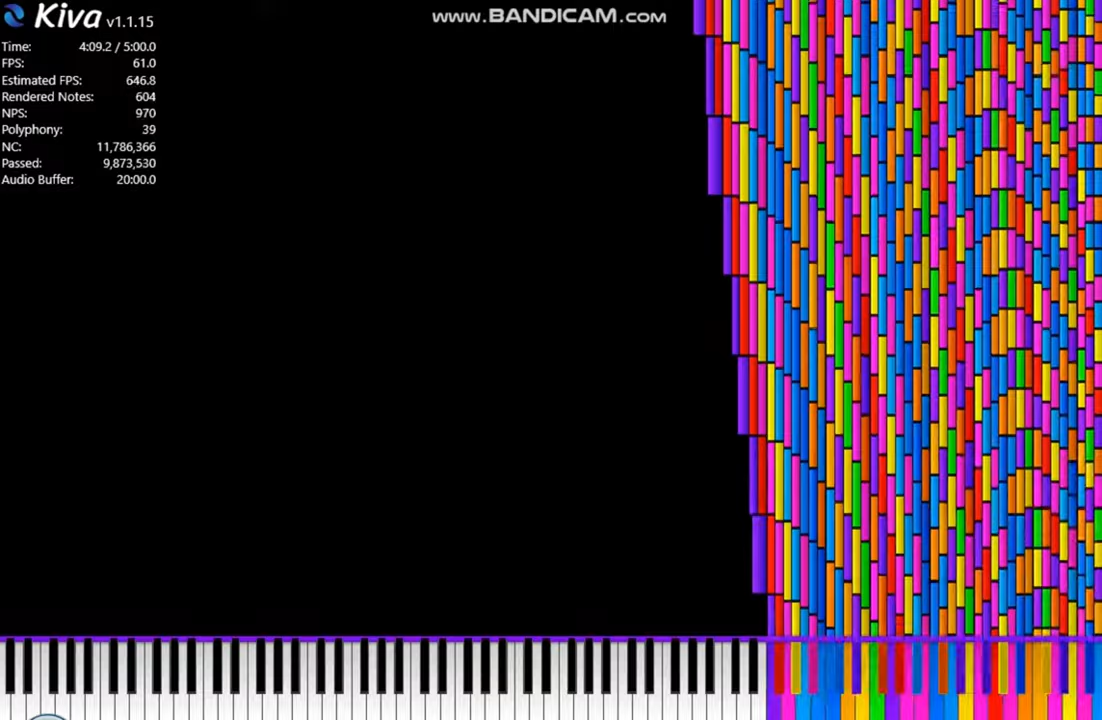 Kiva v1.1.15
www.BANDICAM.com
Time: 4:09.2 / 5:00.0
FPS: 61.0
Estimated FPS: 646.8
Rendered Notes: 604
NPS: 970
Polyphony: 39
NC: 11,786,366
Passed: 9,873,530
Audio Buffer: 20:00.0